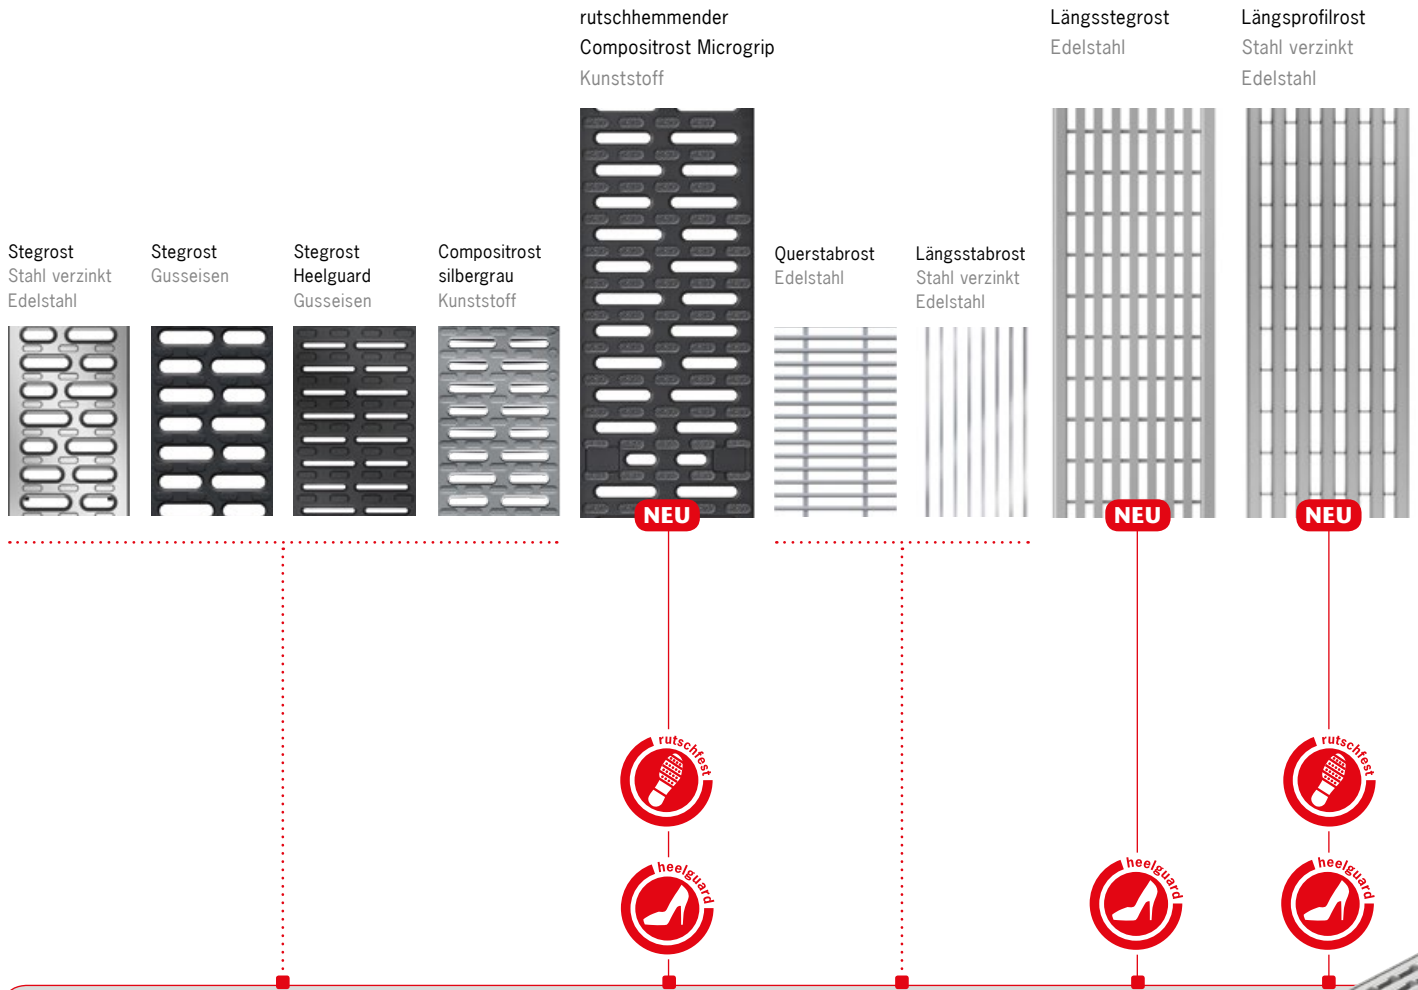 rutschhemmender
Compositrost Microgrip
Kunststoff
Längsstegrost
Edelstahl
Längsprofilrost
Stahl verzinkt
Edelstahl
Stegrost
Stahl verzinkt
Edelstahl
Stegrost
Gusseisen
Stegrost
Heelguard
Gusseisen
Compositrost
silbergrau
Kunststoff
Querstabrost
Edelstahl
Längsstabrost
Stahl verzinkt
Edelstahl
NEU
NEU
NEU
rutschfest
rutschfest
heelguard
heelguard
heelguard